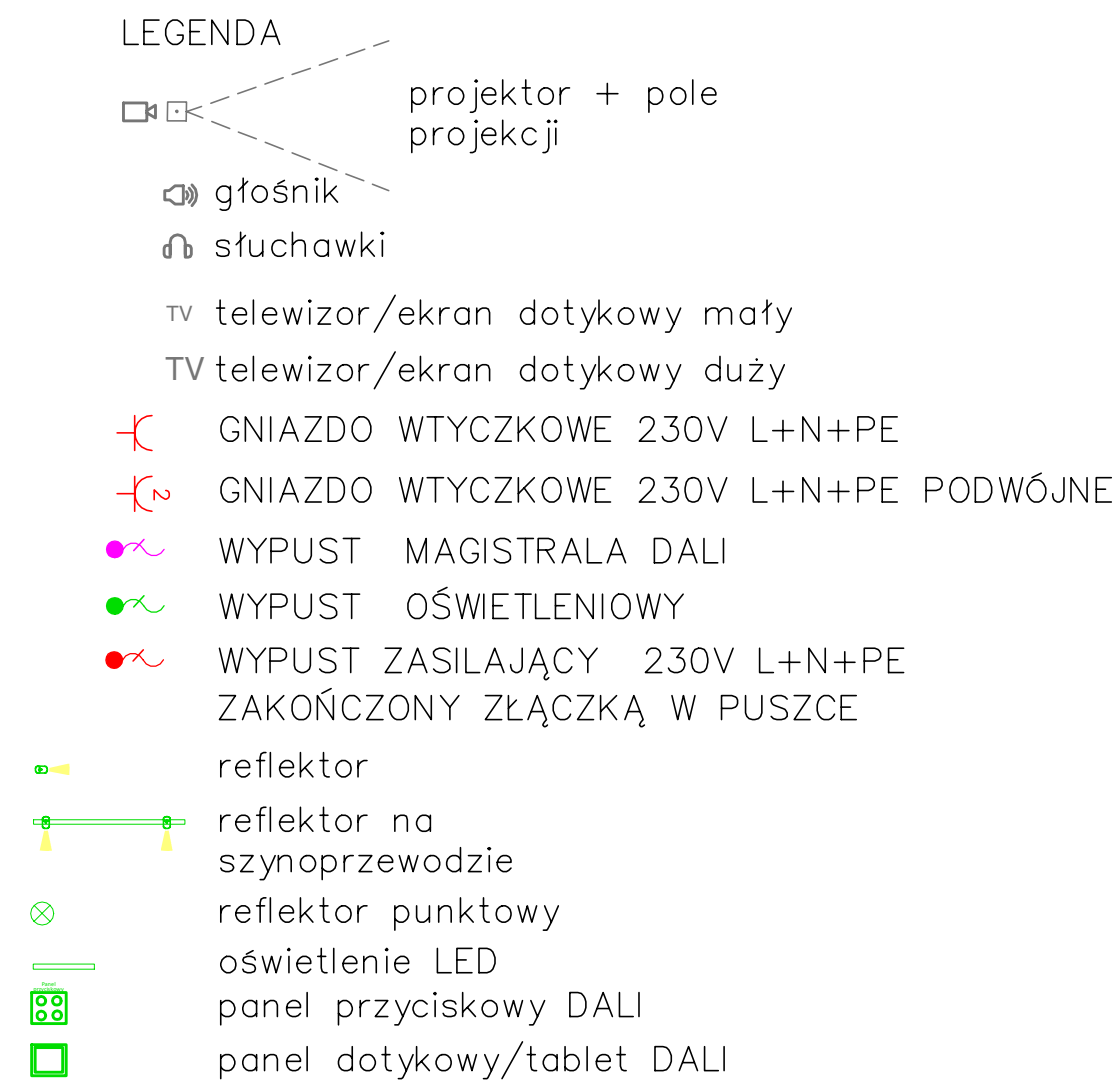 LEGENDA
projektor + pole
projekcji
głośnik
słuchawki
TV telewizor/ekran dotykowy mały
TV telewizor/ekran dotykowy duży
GNIAZDO WTYCZKOWE 230V L+N+PE
2 GNIAZDO WTYCZKOWE 230V L+N+PE PODWÓJNE
WYPUST MAGISTRALA DALI
WYPUST OŚWIETLENIOWY
WYPUST ZASILAJĄCY 230V L+N+PE
ZAKOŃCZONY ZŁĄCZKĄ W PUSZCE
reflektor
reflektor na
szynoprzewodzie
reflektor punktowy
oświetlenie LED
Panel
panel przyciskowy DALI
panel dotykowy/tablet DALI